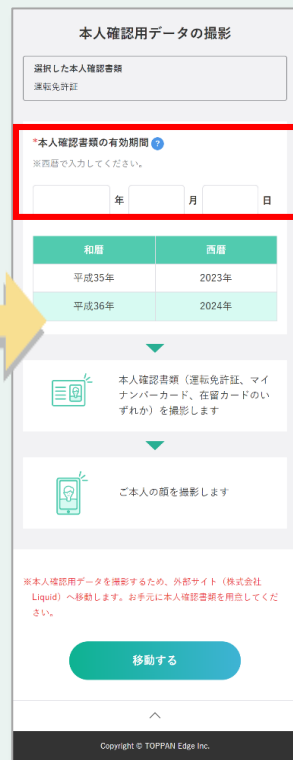 本人確認用データの撮影
選択した本人確認書類
運転免許証
*本人確認書類の有効期間 ?
※西暦で入力してください。
年 月 日
和暦 西暦
平成35年 2023年
平成36年 2024年
本人確認書類（運転免許証、マイ
ナンバーカード、在留カードのい
ずれか）を撮影します
ご本人の顔を撮影します
※本人確認用データを撮影するため、外部サイト（株式会社
Liquid）へ移動します。お手元に本人確認書類を用意してくだ
さい。
移動する
Copyright © TOPPAN Edge Inc.